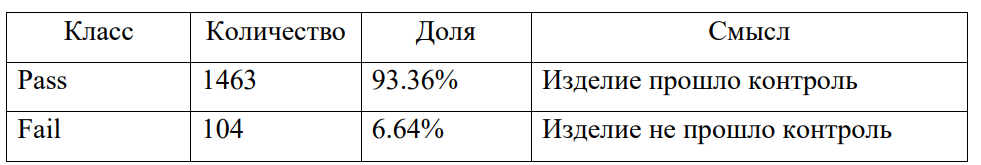 Класс Количество Доля Смысл
Pass 1463 93.36% Изделие прошло контроль
Fail 104 6.64% Изделие не прошло контроль